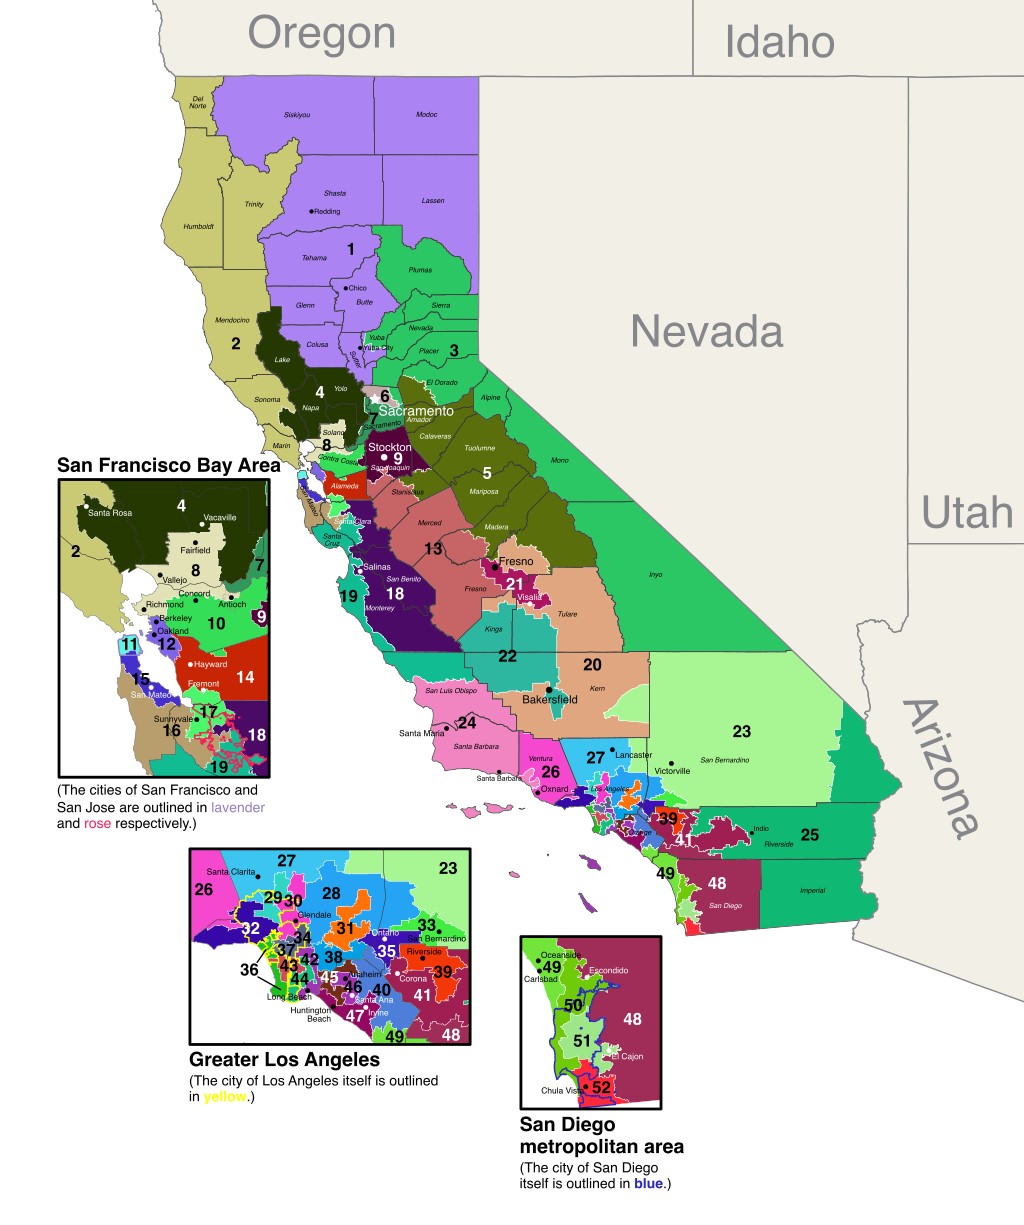 Oregon
Idaho
Nevada
Utah
Arizona
Del
Norte
Siskiyou
Modoc
Humboldt
Trinity
Shasta
Redding
Lassen
Tehama
1
Plumas
Chico
Butte
Glenn
Sierra
Mendocino
2
Lake
Colusa
Sutter
Yuba
Yuba City
Nevada
Placer
3
El Dorado
Alpine
Sonoma
Napa
4
Yolo
6
Sacramento
7
Sacramento
Amador
Solano
8
Marin
Calaveras
Tuolumne
Mono
Contra Costa
Stockton
9
San Joaquin
5
Alameda
Stanislaus
Mariposa
San Mateo
Santa Clara
Merced
Madera
Santa
Cruz
13
Fresno
Inyo
Salinas
San Benito
18
19
Monterey
Fresno
21
Visalia
Tulare
Kings
22
20
Kern
Bakersfield
San Luis Obispo
24
Santa Maria
Santa Barbara
Santa Barbara
Ventura
26
Oxnard
27
Lancaster
Los Angeles
23
San Bernardino
Victorville
39
41
Orange
Indio
25
Riverside
49
48
San Diego
Imperial
San Francisco Bay Area
4
Santa Rosa
Vacaville
2
Fairfield
8
7
Vallejo
Concord
Richmond
Antioch
Berkeley
10
9
Oakland
11
12
Hayward
14
15
Fremont
San Mateo
17
Sunnyvale
16
18
19
(The cities of San Francisco and
San Jose are outlined in lavender
and rose respectively.)
27
Santa Clarita
23
26
29
30
28
Glendale
32
31
33
34
Ontario
San Bernardino
37
35
Riverside
36
42
38
43
39
44
45
Anaheim
Corona
46
40
41
Long Beach
Santa Ana
Huntington
Beach
47
Irvine
49
48
Greater Los Angeles
(The city of Los Angeles itself is outlined
in yellow.)
Oceanside
49
Carlsbad
Escondido
50
48
51
El Cajon
Chula Vista
52
San Diego
metropolitan area
(The city of San Diego
itself is outlined in blue.)